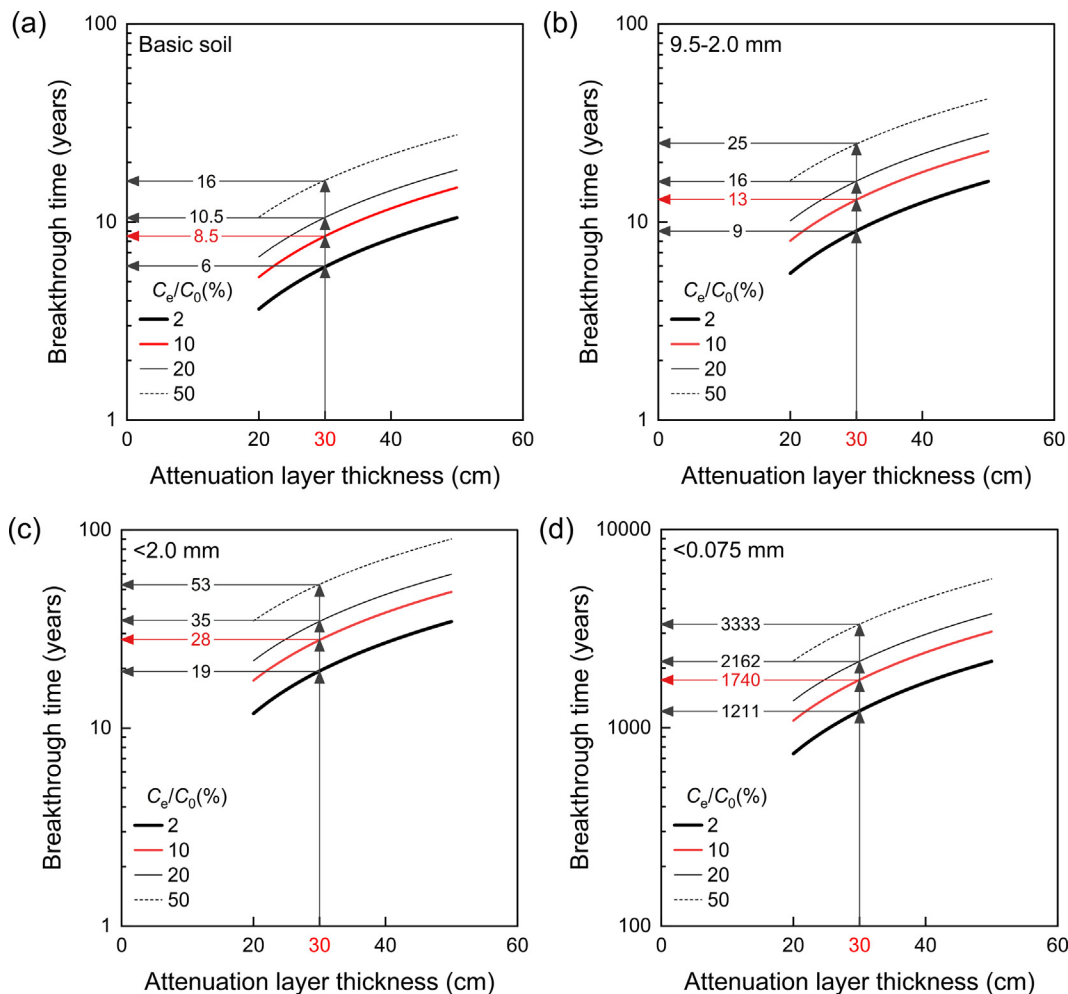 (a)
Basic soil
Breakthrough time (years)
100
10
1
16
10.5
8.5
6
Ce/C0(%)
2
10
20
50
0 20 30 40 60
Attenuation layer thickness (cm)
(b)
9.5-2.0 mm
Breakthrough time (years)
100
10
1
25
16
13
9
Ce/C0(%)
2
10
20
50
0 20 30 40 60
Attenuation layer thickness (cm)
(c)
<2.0 mm
Breakthrough time (years)
100
10
1
53
35
28
19
Ce/C0(%)
2
10
20
50
0 20 30 40 60
Attenuation layer thickness (cm)
(d)
<0.075 mm
Breakthrough time (years)
10000
1000
100
3333
2162
1740
1211
Ce/C0(%)
2
10
20
50
0 20 30 40 60
Attenuation layer thickness (cm)